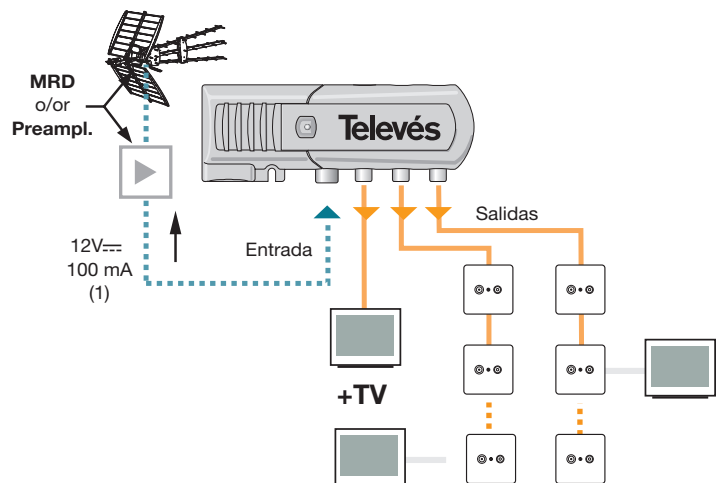 MRD
o/or
Preampl.
Televés
Salidas
Entrada
12V⎓
100 mA
(1)
+TV